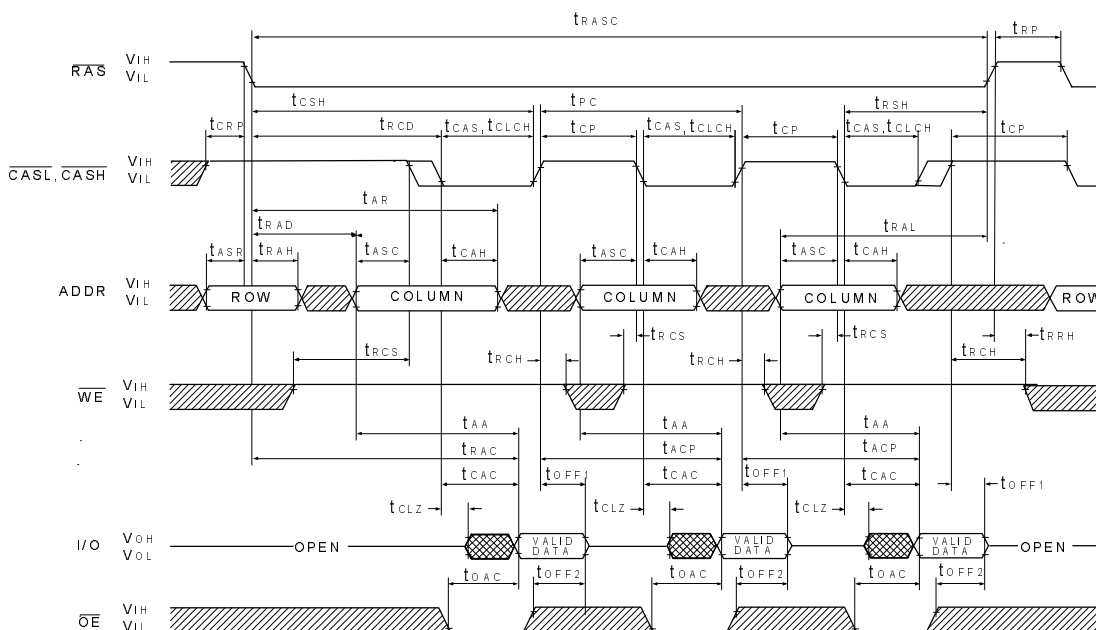 tRASC
tRP
RAS VIH
VIL
tCSH tPC tRSH
tCRP tRCD tCAS,tCLCH tCP tCAS,tCLCH tCP tCAS,tCLCH tCP
CASL,CASH VIH
VIL
tAR
tRAD tRAL
tASR tRAH tASC tCAH tASC tCAH tASC tCAH
ADDR VIH
VIL
ROW COLUMN COLUMN COLUMN ROW
tRCS tRCH tRCS tRCH tRCS tRCH tRRH
WE VIH
VIL
tAA tAA tAA
tRAC tACP tACP
tCAC tOFF1 tCAC tOFF1 tCAC tOFF1
tCLZ tCLZ tCLZ
I/O VOH
VOL
OPEN VALID DATA VALID DATA VALID DATA OPEN
tOAC tOFF2 tOAC tOFF2 tOAC tOFF2
OE VIH
VIL